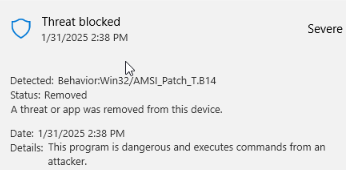 Threat blocked
1/31/2025 2:38 PM
Severe
Detected: Behavior:Win32/AMSI_Patch_T.B14
Status: Removed
A threat or app was removed from this device.
Date: 1/31/2025 2:38 PM
Details: This program is dangerous and executes commands from an
attacker.